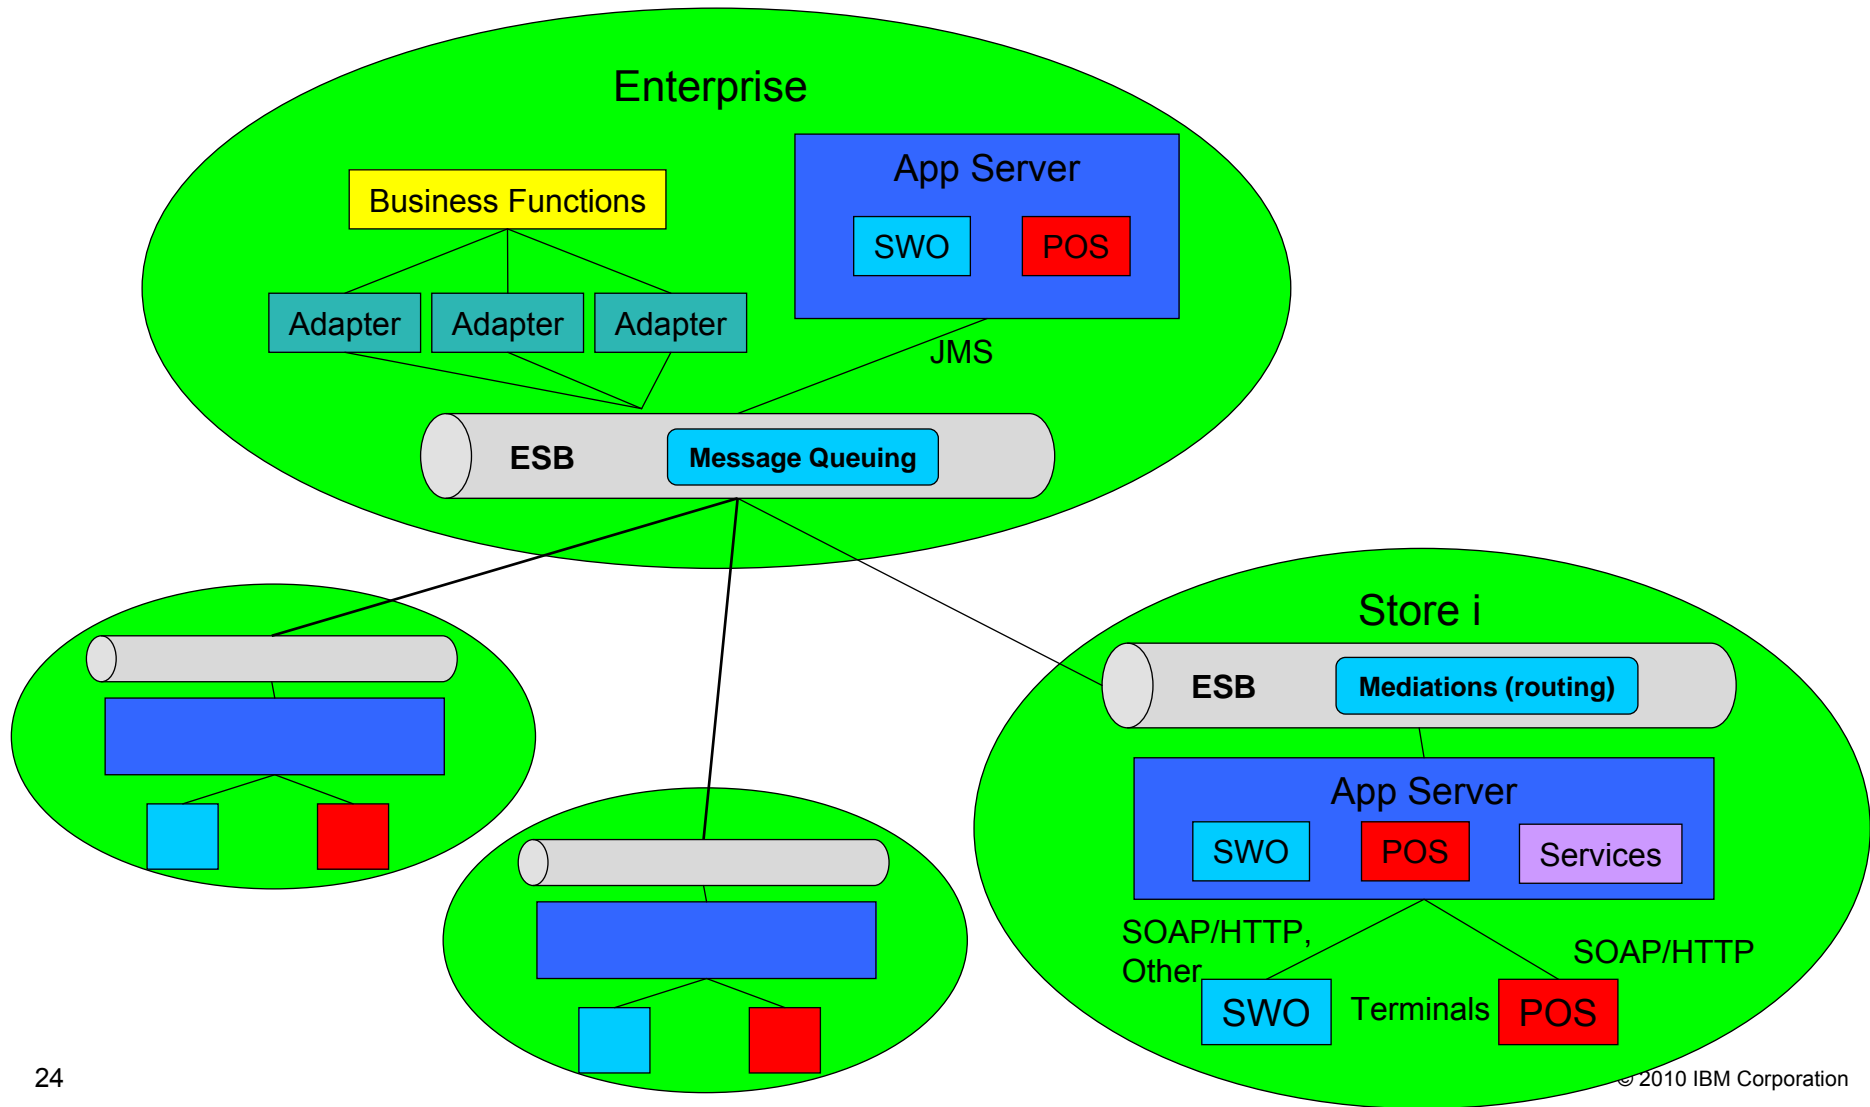 Enterprise
App Server
Business Functions
SWO
POS
Adapter
Adapter
Adapter
JMS
ESB
Message Queuing
Store i
ESB
Mediations (routing)
App Server
SWO
POS
Services
SOAP/HTTP,
Other
SOAP/HTTP
SWO
Terminals
POS
24
© 2010 IBM Corporation